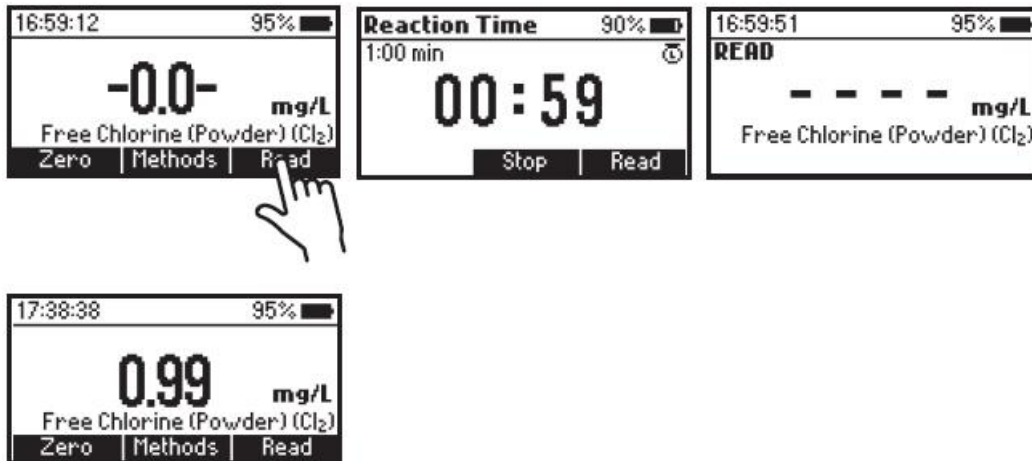 16:59:12 95%
-0.0- mg/L
Free Chlorine (Powder) (Cl₂)
Zero Methods Read
Reaction Time 90%
1:00 min
00:59
Stop Read
16:59:51 95%
READ
- - - - mg/L
Free Chlorine (Powder) (Cl₂)
17:38:38 95%
0.99 mg/L
Free Chlorine (Powder) (Cl₂)
Zero Methods Read